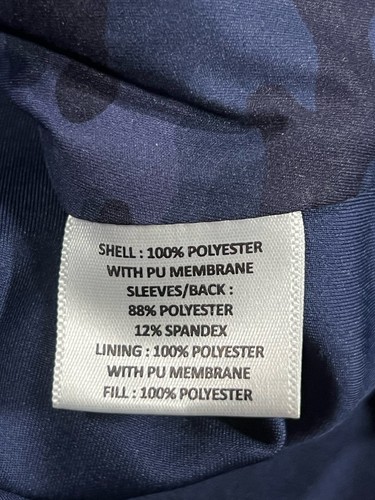 SHELL : 100% POLYESTER
WITH PU MEMBRANE
SLEEVES/BACK :
88% POLYESTER
12% SPANDEX
LINING : 100% POLYESTER
WITH PU MEMBRANE
FILL : 100% POLYESTER